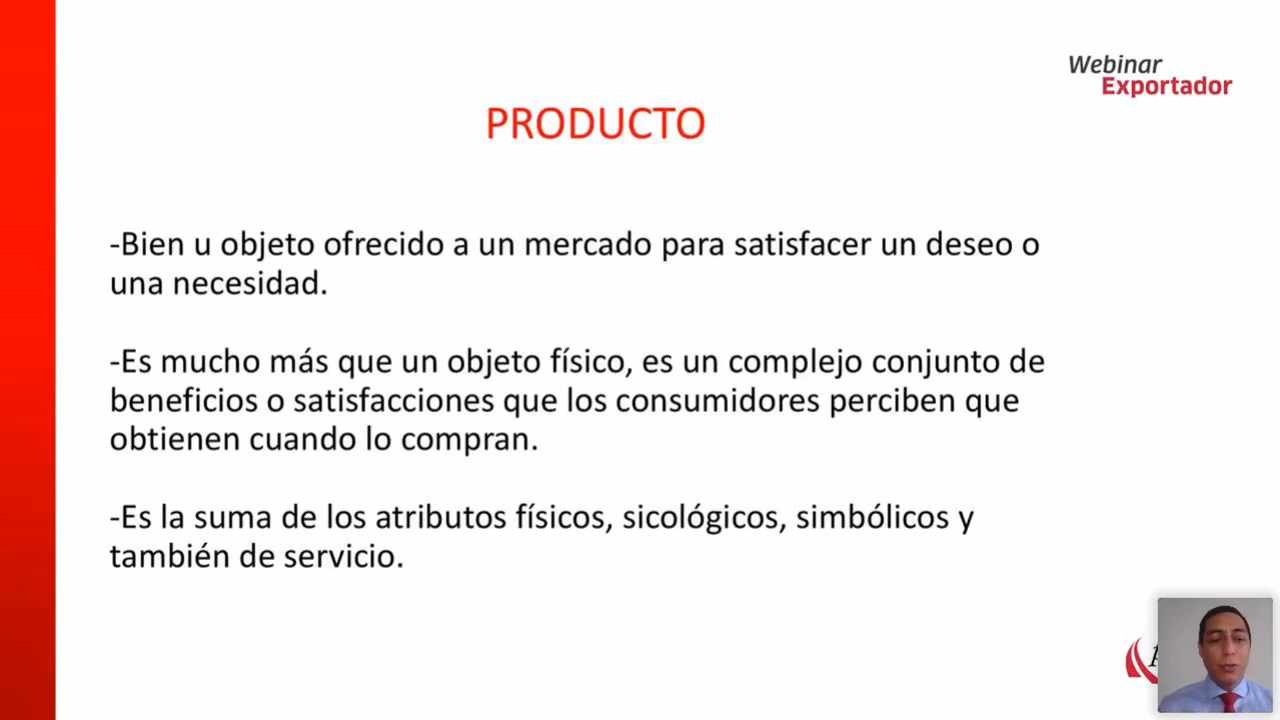 Webinar
Exportador
PRODUCTO
-Bien u objeto ofrecido a un mercado para satisfacer un deseo o
una necesidad.
-Es mucho más que un objeto físico, es un complejo conjunto de
beneficios o satisfacciones que los consumidores perciben que
obtienen cuando lo compran.
-Es la suma de los atributos físicos, sicológicos, simbólicos y
también de servicio.